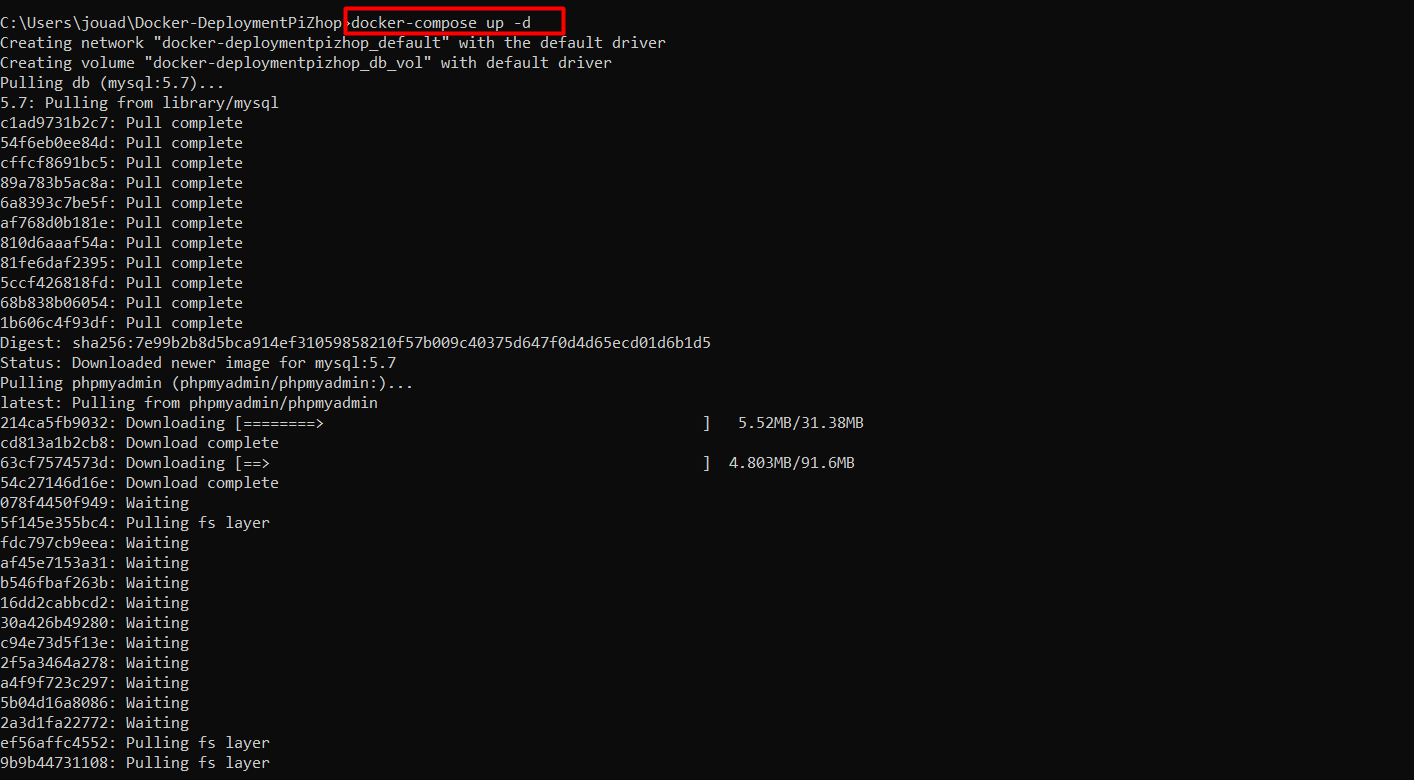 C:\Users\jouad\Docker-DeploymentPiZhop>docker-compose up -d
Creating network "docker-deploymentpizhop_default" with the default driver
Creating volume "docker-deploymentpizhop_db_vol" with default driver
Pulling db (mysql:5.7)...
5.7: Pulling from library/mysql
c1ad9731b2c7: Pull complete
54f6eb0ee84d: Pull complete
cffcf8691bc5: Pull complete
89a783b5ac8a: Pull complete
6a8393c7be5f: Pull complete
af768d0b181e: Pull complete
810d6aaaf54a: Pull complete
81fe6daf2395: Pull complete
5ccf426818fd: Pull complete
68b838b06054: Pull complete
1b606c4f93df: Pull complete
Digest: sha256:7e99b2b8d5bca914ef31059858210f57b009c40375d647f0d4d65ecd01d6b1d5
Status: Downloaded newer image for mysql:5.7
Pulling phpmyadmin (phpmyadmin/phpmyadmin:)...
latest: Pulling from phpmyadmin/phpmyadmin
214ca5fb9032: Downloading [========>                                          ]   5.52MB/31.38MB
cd813a1b2cb8: Download complete
63cf7574573d: Downloading [==>                                                ]  4.803MB/91.6MB
54c27146d16e: Download complete
078f4450f949: Waiting
5f145e355bc4: Pulling fs layer
fdc797cb9eea: Waiting
af45e7153a31: Waiting
b546fbaf263b: Waiting
16dd2cabbcd2: Waiting
30a426b49280: Waiting
c94e73d5f13e: Waiting
2f5a3464a278: Waiting
a4f9f723c297: Waiting
5b04d16a8086: Waiting
2a3d1fa22772: Waiting
ef56affc4552: Pulling fs layer
9b9b44731108: Pulling fs layer